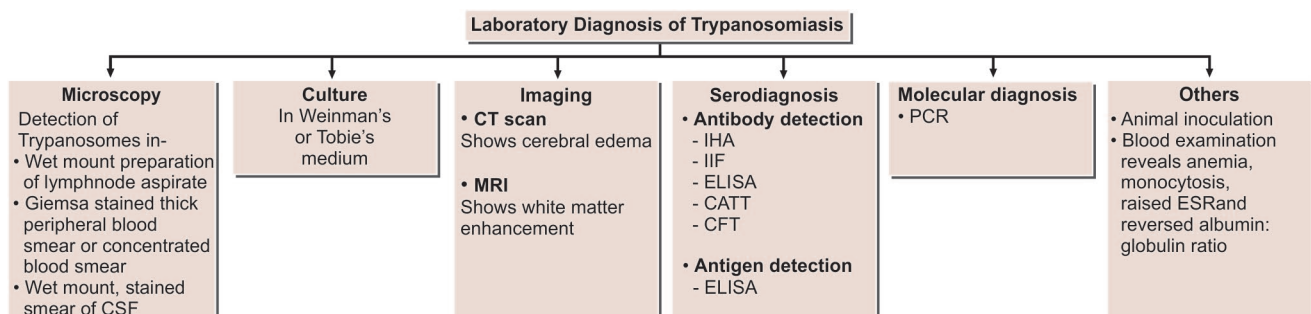 Laboratory Diagnosis of Trypanosomiasis
Microscopy
Detection of
Trypanosomes in-
• Wet mount preparation
of lymphnode aspirate
• Giemsa stained thick
peripheral blood
smear or concentrated
blood smear
• Wet mount, stained
smear of CSF
Culture
In Weinman's
or Tobie's
medium
Imaging
• CT scan
Shows cerebral edema
• MRI
Shows white matter
enhancement
Serodiagnosis
• Antibody detection
- IHA
- IIF
- ELISA
- CATT
- CFT
• Antigen detection
- ELISA
Molecular diagnosis
• PCR
Others
• Animal inoculation
• Blood examination
reveals anemia,
monocytosis,
raised ESRand
reversed albumin:
globulin ratio